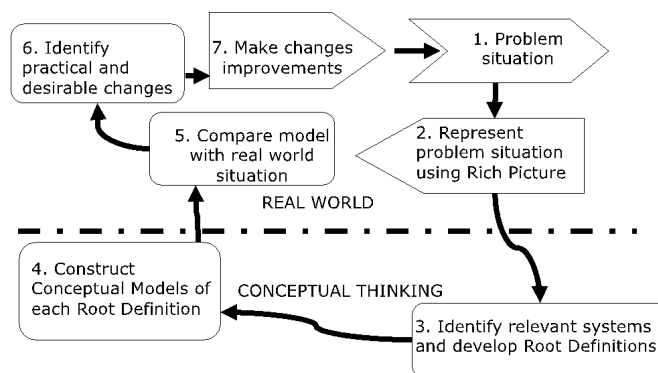 1. Problem
situation
2. Represent
problem situation
using Rich Picture
3. Identify relevant systems
and develop Root Definitions
4. Construct
Conceptual Models of
each Root Definition
5. Compare model
with real world
situation
6. Identify
practical and
desirable changes
7. Make changes
improvements
REAL WORLD
CONCEPTUAL THINKING